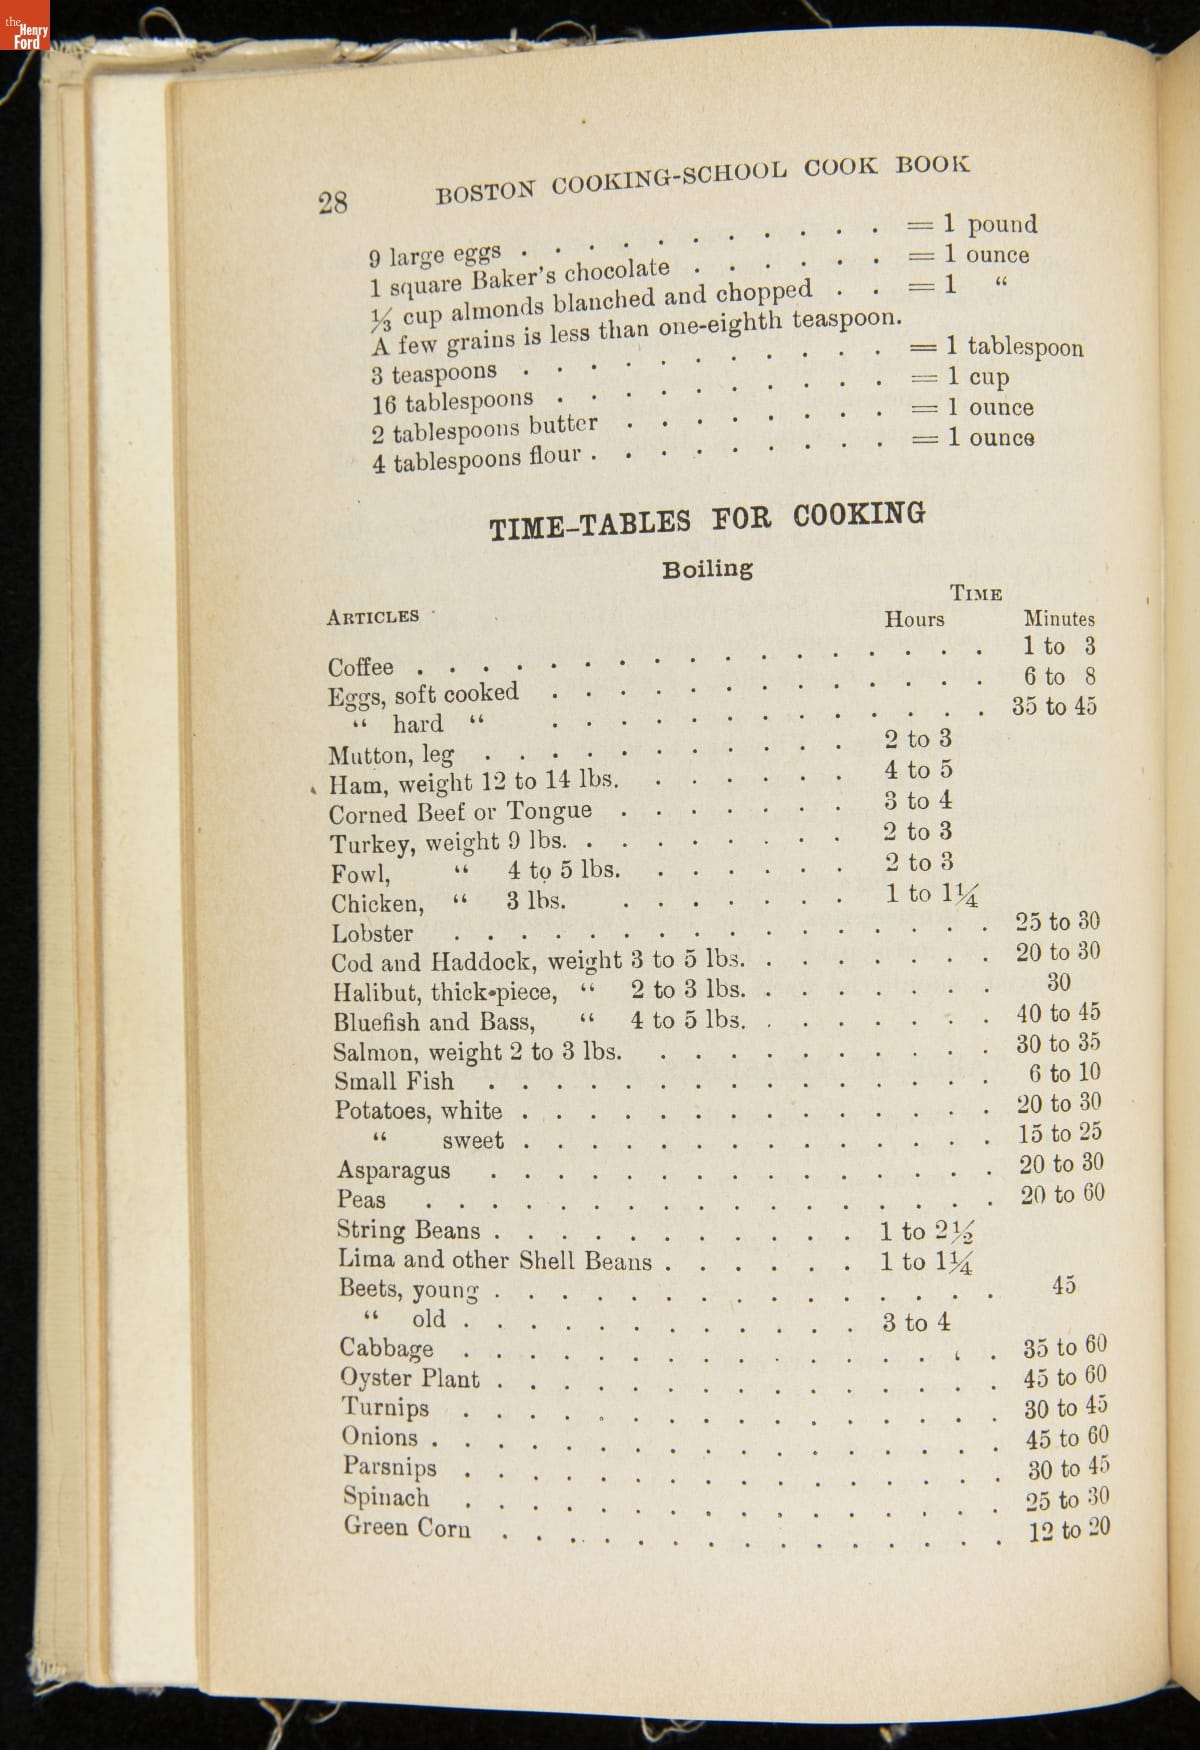 the
Henry
Ford
28 BOSTON COOKING-SCHOOL COOK BOOK
9 large eggs . . . . . . . . . . . = 1 pound
1 square Baker's chocolate . . . . . . = 1 ounce
⅓ cup almonds blanched and chopped . . = 1 "
A few grains is less than one-eighth teaspoon.
3 teaspoons . . . . . . . . . . . = 1 tablespoon
16 tablespoons . . . . . . . . . . = 1 cup
2 tablespoons butter . . . . . . . . = 1 ounce
4 tablespoons flour . . . . . . . . . = 1 ounce
TIME-TABLES FOR COOKING
Boiling
TIME
ARTICLES Hours Minutes
Coffee . . . . . . . . . . . . . . . . . . 1 to 3
Eggs, soft cooked . . . . . . . . . . . . . 6 to 8
" hard " . . . . . . . . . . . . . 35 to 45
Mutton, leg . . . . . . . . . . . 2 to 3
Ham, weight 12 to 14 lbs. . . . . . . 4 to 5
Corned Beef or Tongue . . . . . . . 3 to 4
Turkey, weight 9 lbs. . . . . . . . . 2 to 3
Fowl, " 4 to 5 lbs. . . . . . . 2 to 3
Chicken, " 3 lbs. . . . . . . . 1 to 1¼
Lobster . . . . . . . . . . . . . . . . . 25 to 30
Cod and Haddock, weight 3 to 5 lbs. . . . . . . . 20 to 30
Halibut, thick-piece, " 2 to 3 lbs. . . . . . . . 30
Bluefish and Bass, " 4 to 5 lbs. . . . . . . . 40 to 45
Salmon, weight 2 to 3 lbs. . . . . . . . . . . 30 to 35
Small Fish . . . . . . . . . . . . . . . 6 to 10
Potatoes, white . . . . . . . . . . . . . . 20 to 30
" sweet . . . . . . . . . . . . . . 15 to 25
Asparagus . . . . . . . . . . . . . . . 20 to 30
Peas . . . . . . . . . . . . . . . . . 20 to 60
String Beans . . . . . . . . . . . 1 to 2½
Lima and other Shell Beans . . . . . . 1 to 1¼
Beets, young . . . . . . . . . . . . . . . 45
" old . . . . . . . . . . . . 3 to 4
Cabbage . . . . . . . . . . . . . . . . 35 to 60
Oyster Plant . . . . . . . . . . . . . . . 45 to 60
Turnips . . . . . . . . . . . . . . . . 30 to 45
Onions . . . . . . . . . . . . . . . . . 45 to 60
Parsnips . . . . . . . . . . . . . . . . 30 to 45
Spinach . . . . . . . . . . . . . . . . 25 to 30
Green Corn . . . . . . . . . . . . . . . 12 to 20